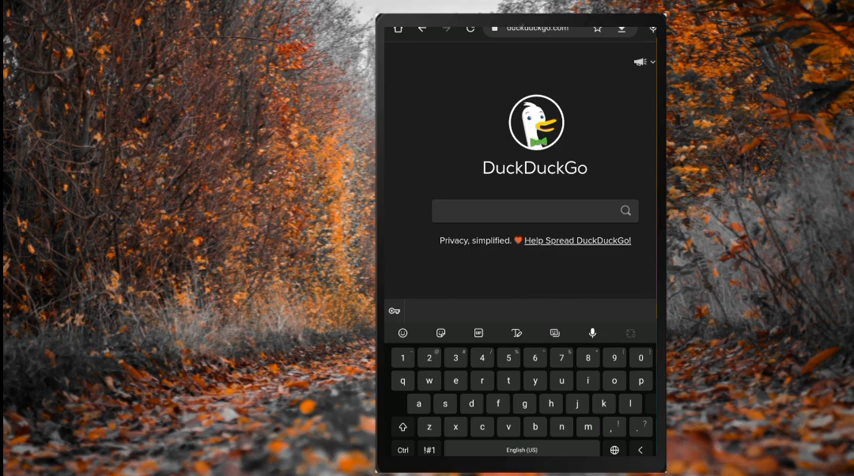 duckduckgo.com
DuckDuckGo
Privacy, simplified. Help Spread DuckDuckGo!
GIF
1 2 3 4 5 6 7 8 9 0
q w e r t y u i o p
a s d f g h j k l
z x c v b n m , .
Ctrl !#1 English (US)